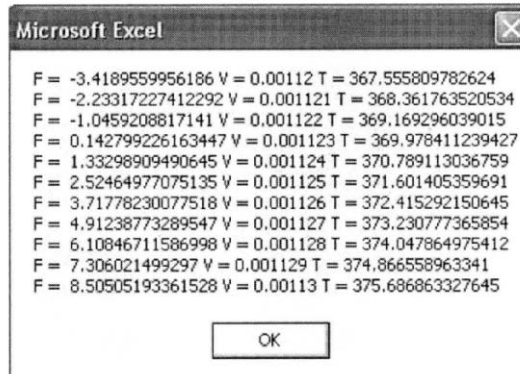 Microsoft Excel
F = -3.4189559956186 V = 0.00112 T = 367.555809782624
F = -2.23317227412292 V = 0.001121 T = 368.361763520534
F = -1.0459208817141 V = 0.001122 T = 369.169296039015
F = 0.142799226163447 V = 0.001123 T = 369.978411239427
F = 1.33298909490645 V = 0.001124 T = 370.789113036759
F = 2.52464977075135 V = 0.001125 T = 371.601405359691
F = 3.71778230077518 V = 0.001126 T = 372.415292150645
F = 4.91238773289547 V = 0.001127 T = 373.230777365854
F = 6.10846711586998 V = 0.001128 T = 374.047864975412
F = 7.306021499297 V = 0.001129 T = 374.866558963341
F = 8.50505193361528 V = 0.00113 T = 375.686863327645
OK